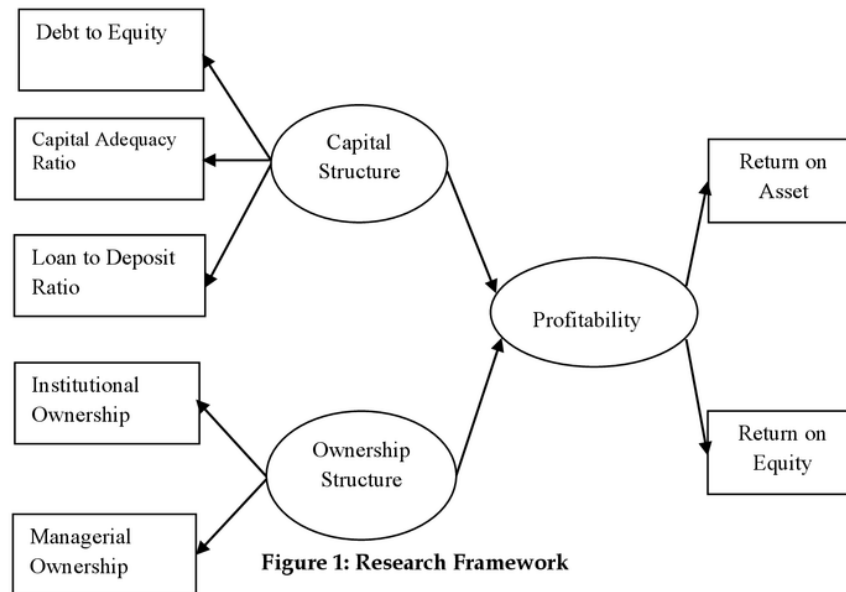 Debt to Equity
Capital Adequacy
Ratio
Loan to Deposit
Ratio
Institutional
Ownership
Managerial
Ownership
Capital
Structure
Ownership
Structure
Profitability
Return on
Asset
Return on
Equity
Figure 1: Research Framework